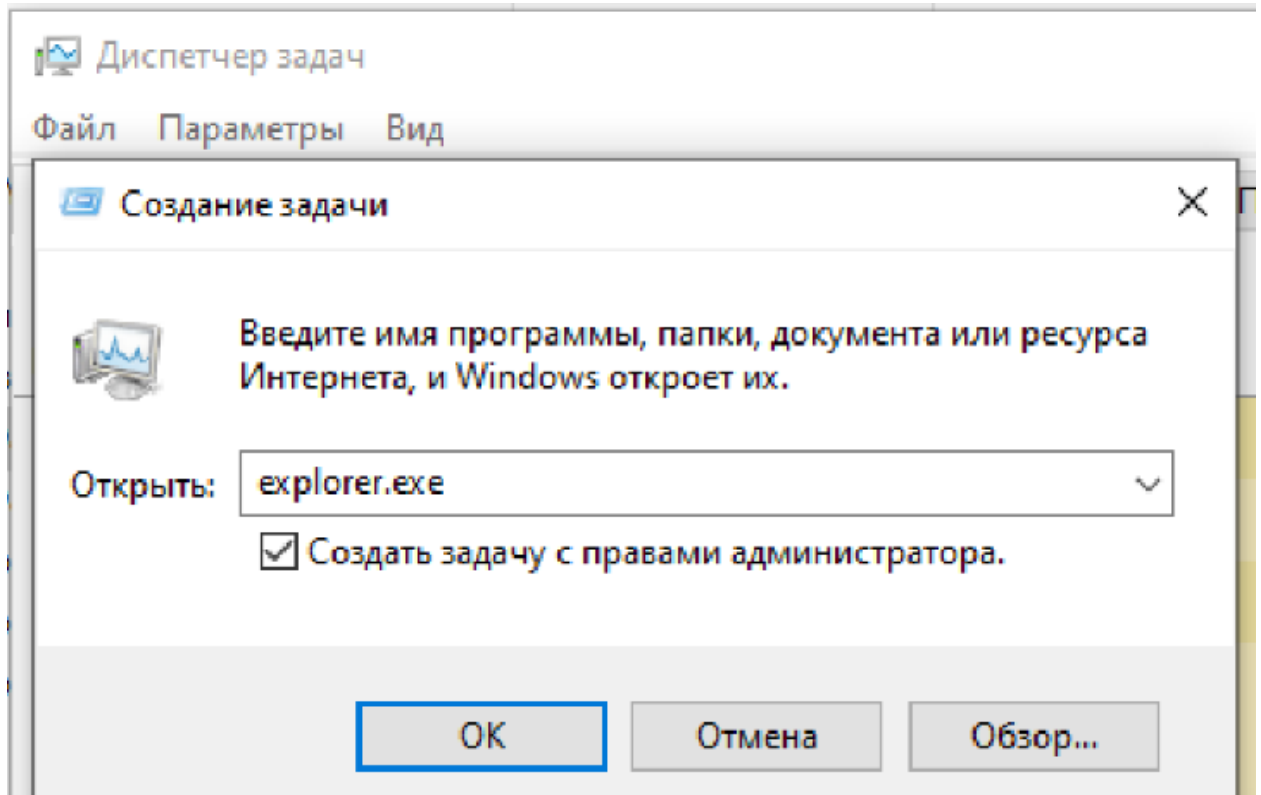 Диспетчер задач
Файл Параметры Вид
Создание задачи
Введите имя программы, папки, документа или ресурса
Интернета, и Windows откроет их.
Открыть: explorer.exe
Создать задачу с правами администратора.
OK Отмена Обзор...